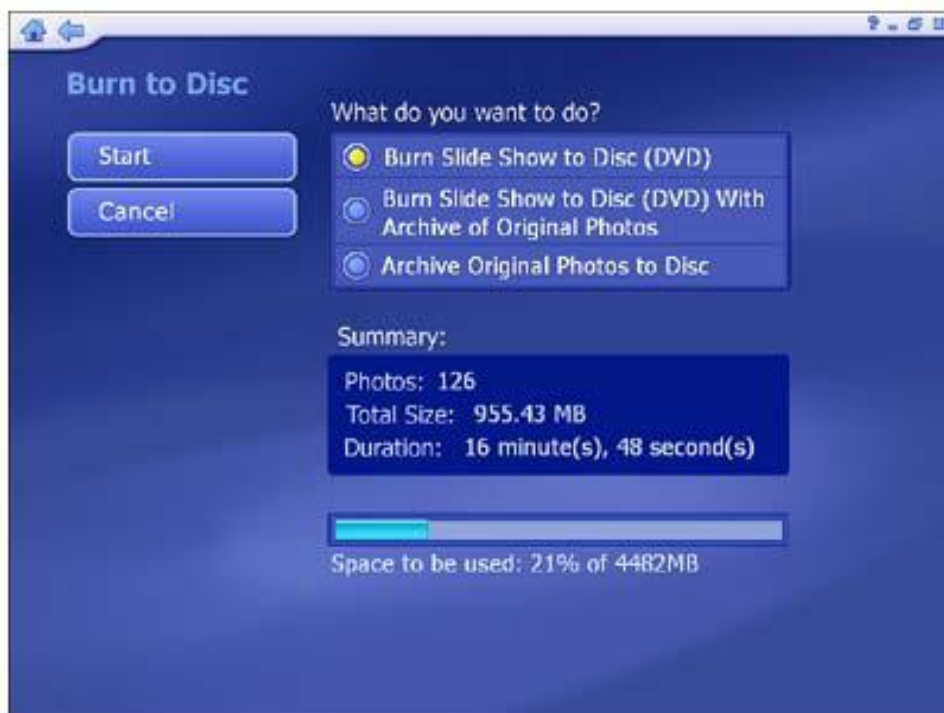 Burn to Disc
Start
Cancel
What do you want to do?
Burn Slide Show to Disc (DVD)
Burn Slide Show to Disc (DVD) With
Archive of Original Photos
Archive Original Photos to Disc
Summary:
Photos: 126
Total Size: 955.43 MB
Duration: 16 minute(s), 48 second(s)
Space to be used: 21% of 4482MB